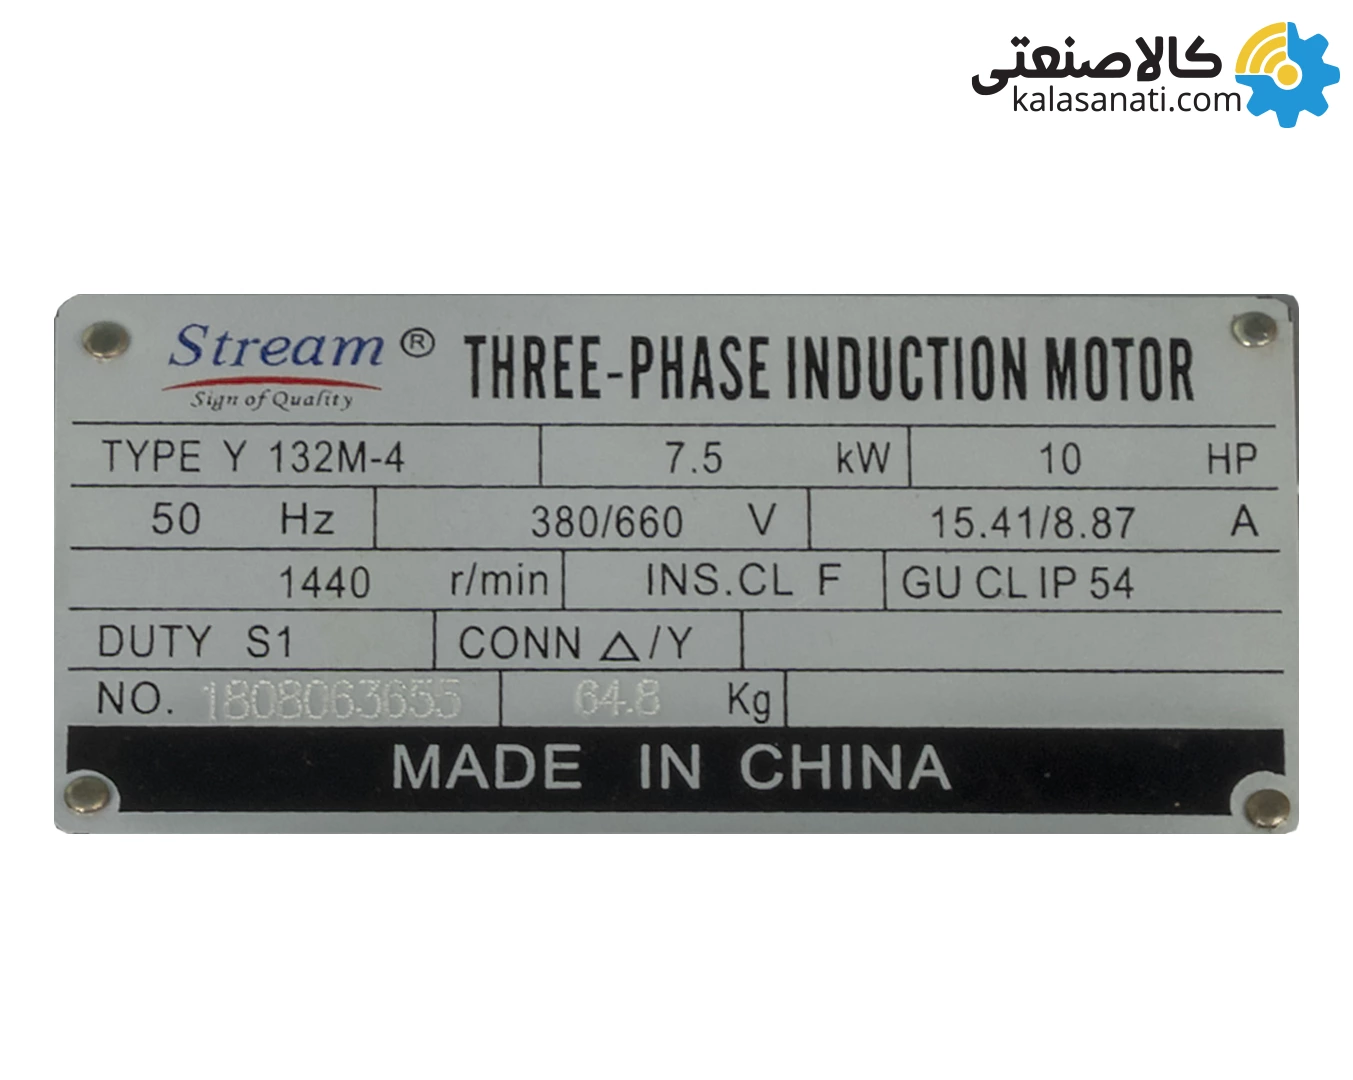 کالاصنعتی
kalasanati.com
Stream ® THREE-PHASE INDUCTION MOTOR
Sign of Quality
TYPE Y 132M-4 7.5 kW 10 HP
50 Hz 380/660 V 15.41/8.87 A
1440 r/min INS.CL F GU CL IP 54
DUTY S1 CONN △/Y
NO. 1808063655 64.8 Kg
MADE IN CHINA